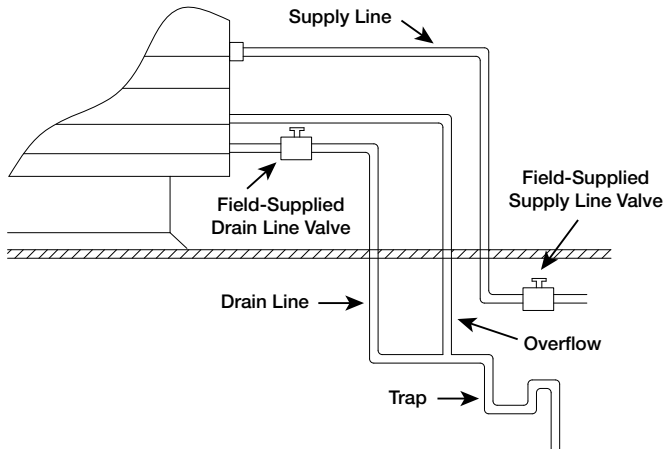 Supply Line
Field-Supplied
Drain Line Valve
Field-Supplied
Supply Line Valve
Drain Line
Overflow
Trap